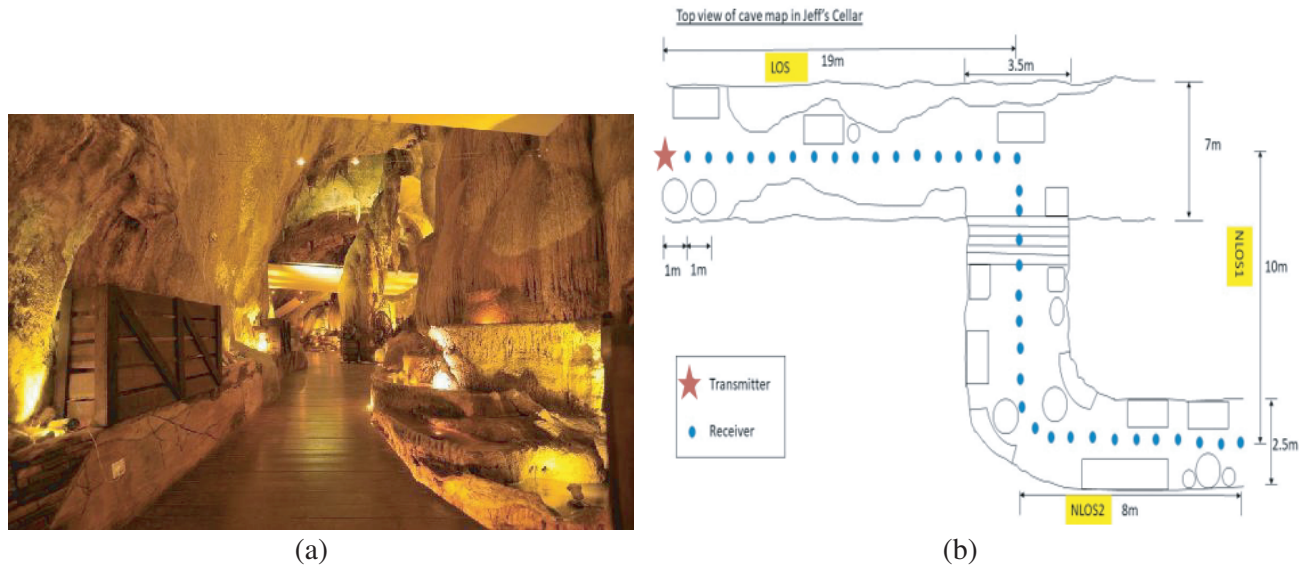 Top view of cave map in Jeff's Cellar
LOS
19m
3.5m
7m
1m
1m
NLOS1
10m
Transmitter
Receiver
2.5m
NLOS2
8m
(a)
(b)